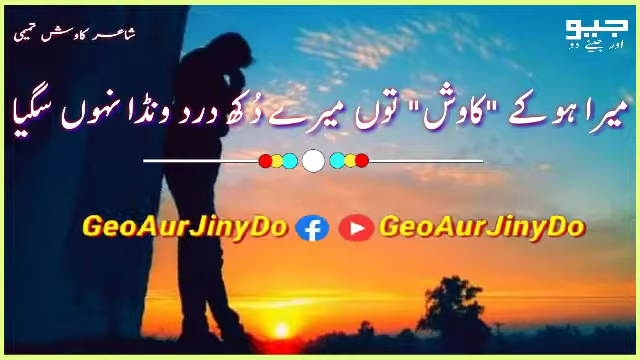 شاعر کاوش تمیمی
جیو
اور جینے دو
میرا ہو کے "کاوش" توں میرے دُکھ درد ونڈا نہوں سگیا
GeoAurJinyDo GeoAurJinyDo